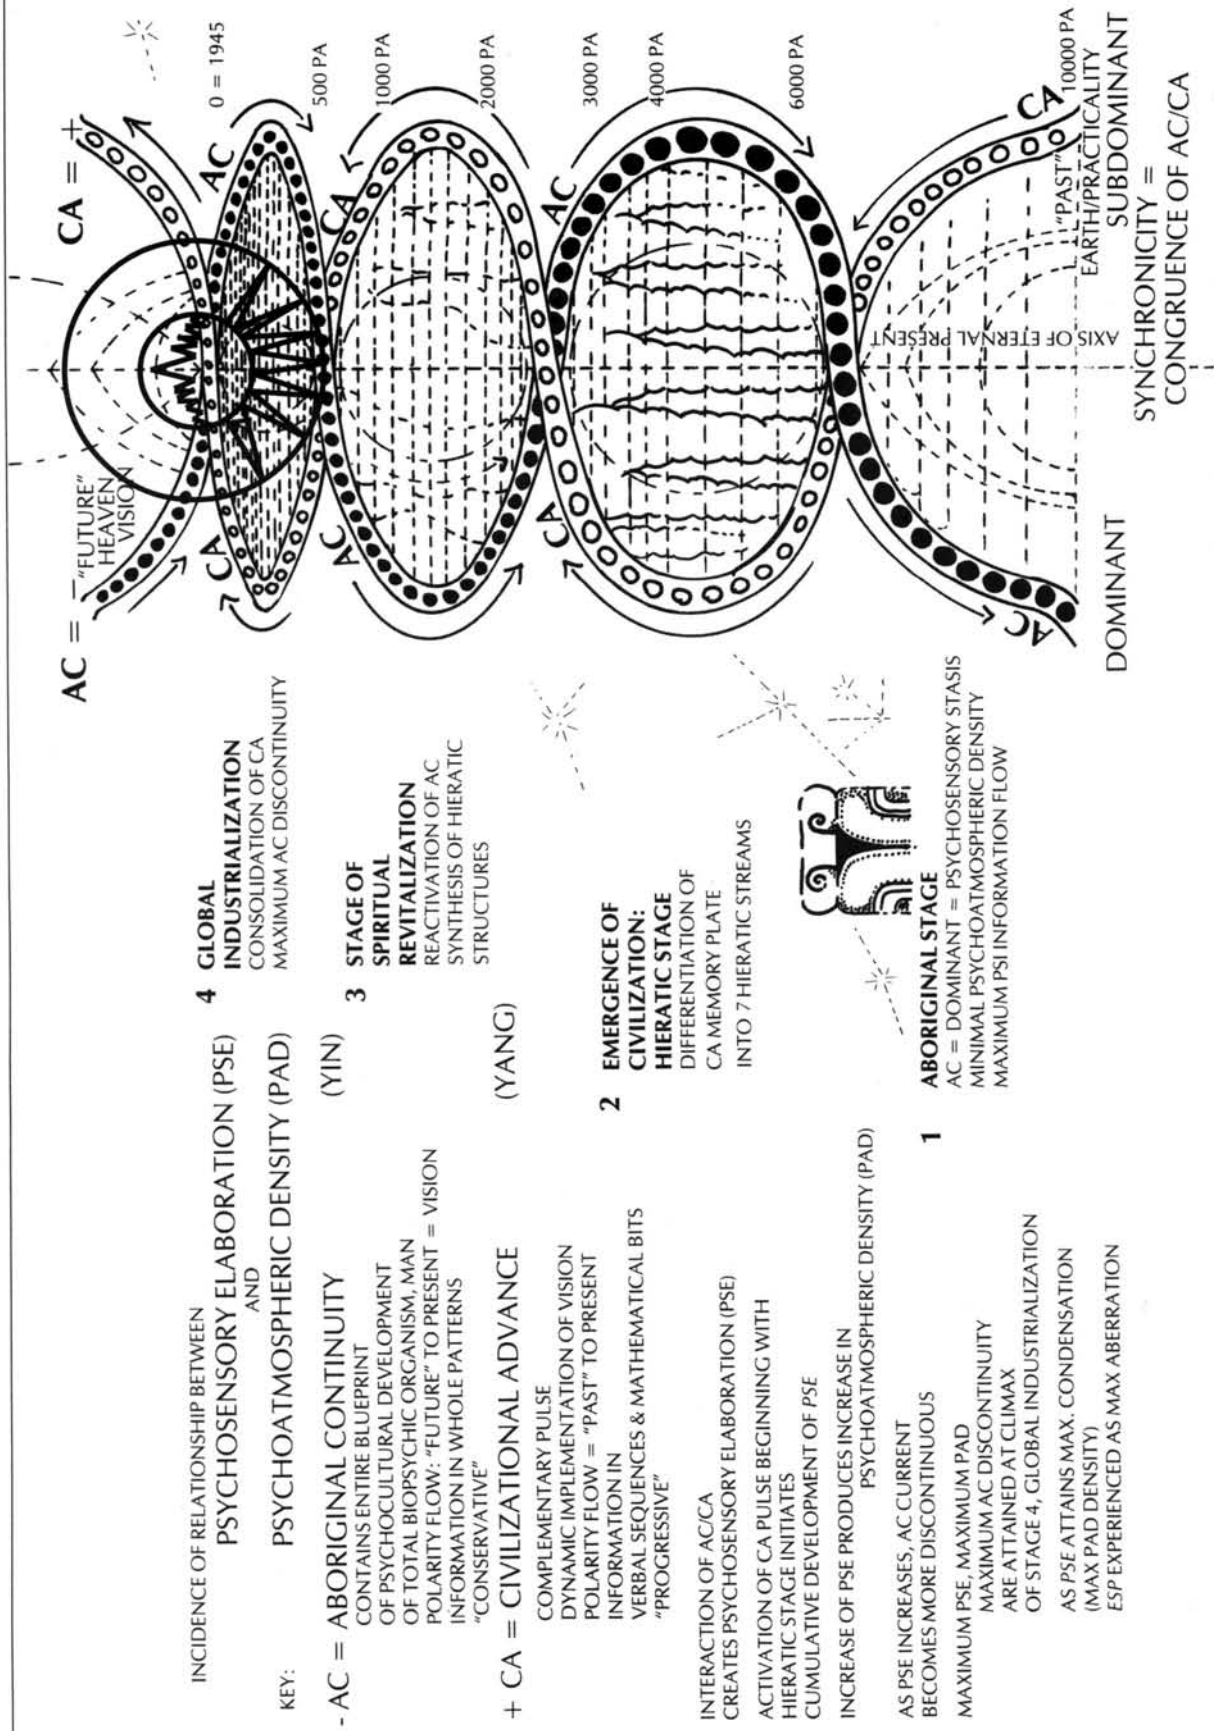 INCIDENCE OF RELATIONSHIP BETWEEN
PSYCHOSENSORY ELABORATION (PSE)
AND
KEY: PSYCHOATMOSPHERIC DENSITY (PAD)
- AC = ABORIGINAL CONTINUITY (YIN)
CONTAINS ENTIRE BLUEPRINT
OF PSYCHOCULTURAL DEVELOPMENT
OF TOTAL BIOPSYCHIC ORGANISM, MAN
POLARITY FLOW: "FUTURE" TO PRESENT = VISION
INFORMATION IN WHOLE PATTERNS
"CONSERVATIVE"
+ CA = CIVILIZATIONAL ADVANCE (YANG)
COMPLEMENTARY PULSE
DYNAMIC IMPLEMENTATION OF VISION
POLARITY FLOW = "PAST" TO PRESENT
INFORMATION IN
VERBAL SEQUENCES & MATHEMATICAL BITS
"PROGRESSIVE"
INTERACTION OF AC/CA
CREATES PSYCHOSENSORY ELABORATION (PSE)
ACTIVATION OF CA PULSE BEGINNING WITH
HIERATIC STAGE INITIATES
CUMULATIVE DEVELOPMENT OF PSE
INCREASE OF PSE PRODUCES INCREASE IN
PSYCHOATMOSPHERIC DENSITY (PAD)
AS PSE INCREASES, AC CURRENT
BECOMES MORE DISCONTINUOUS
MAXIMUM PSE, MAXIMUM PAD
MAXIMUM AC DISCONTINUITY
ARE ATTAINED AT CLIMAX
OF STAGE 4, GLOBAL INDUSTRIALIZATION
AS PSE ATTAINS MAX. CONDENSATION
(MAX PAD DENSITY)
ESP EXPERIENCED AS MAX ABERRATION
4 GLOBAL
INDUSTRIALIZATION
CONSOLIDATION OF CA
MAXIMUM AC DISCONTINUITY
3 STAGE OF
SPIRITUAL
REVITALIZATION
REACTIVATION OF AC
SYNTHESIS OF HIERATIC
STRUCTURES
2 EMERGENCE OF
CIVILIZATION:
HIERATIC STAGE
DIFFERENTIATION OF
CA MEMORY PLATE
INTO 7 HIERATIC STREAMS
1 ABORIGINAL STAGE
AC = DOMINANT = PSYCHOSENSORY STASIS
MINIMAL PSYCHOATMOSPHERIC DENSITY
MAXIMUM PSI INFORMATION FLOW
AC = –
"FUTURE"
HEAVEN
VISION
CA = +
0 = 1945
CA
AC
500 PA
AC
CA
1000 PA
2000 PA
CA
AC
3000 PA
4000 PA
6000 PA
AC
CA
10000 PA
AXIS OF ETERNAL PRESENT
"PAST"
EARTH/PRACTICALITY
DOMINANT
SUBDOMINANT
SYNCHRONICITY =
CONGRUENCE OF AC/CA